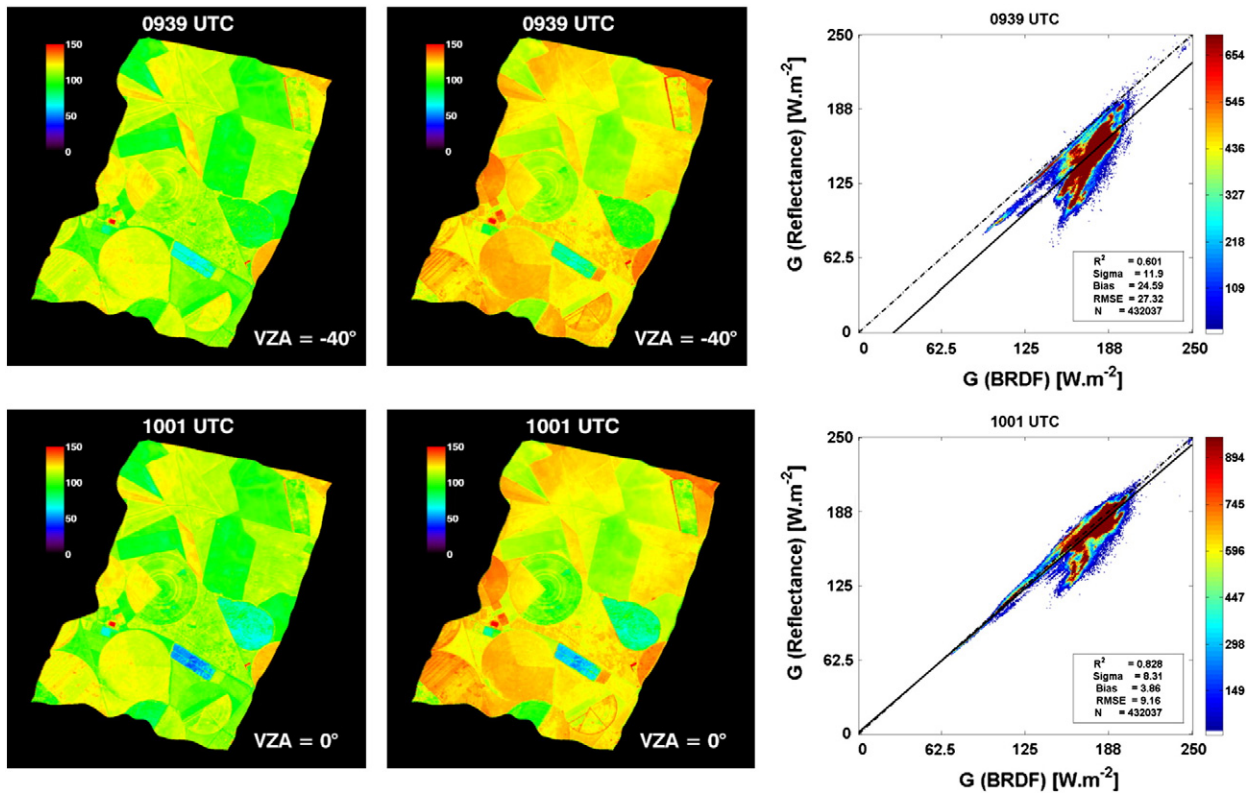 0939 UTC
150
100
50
0
VZA = -40°
0939 UTC
150
100
50
0
VZA = -40°
0939 UTC
G (Reflectance) [W.m-2]
250
188
125
62.5
0
0
62.5
125
188
250
G (BRDF) [W.m-2]
R2 = 0.601
Sigma = 11.9
Bias = 24.59
RMSE = 27.32
N = 432037
654
545
436
327
218
109
1001 UTC
150
100
50
0
VZA = 0°
1001 UTC
150
100
50
0
VZA = 0°
1001 UTC
G (Reflectance) [W.m-2]
250
188
125
62.5
0
0
62.5
125
188
250
G (BRDF) [W.m-2]
R2 = 0.828
Sigma = 8.31
Bias = 3.86
RMSE = 9.16
N = 432037
894
745
596
447
298
149